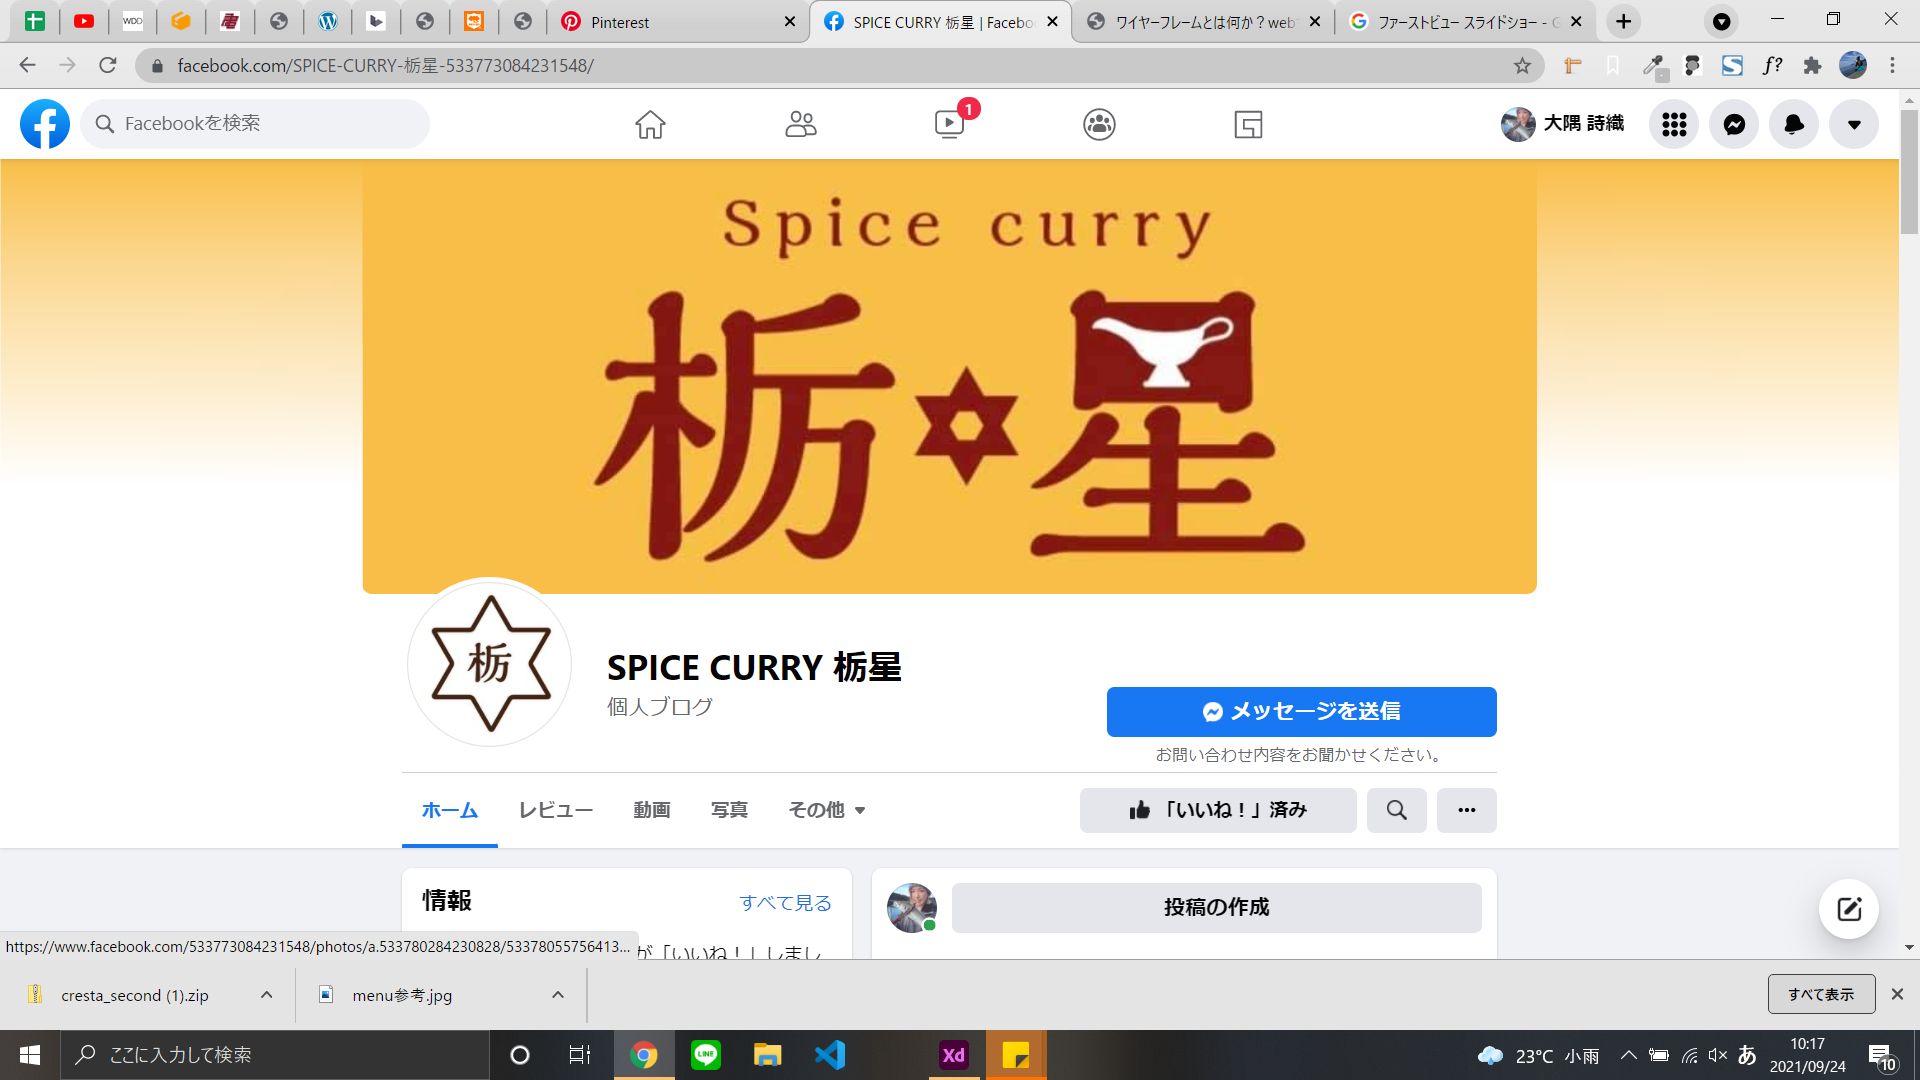 Pinterest
SPICE CURRY 栃星 | Facebo
ワイヤーフレームとは何か？web
ファーストビュー スライドショー - G
facebook.com/SPICE-CURRY-栃星-533773084231548/
f?
Facebookを検索
1
大隅 詩織
Spice curry
栃✡星
栃
SPICE CURRY 栃星
個人ブログ
メッセージを送信
お問い合わせ内容をお聞かせください。
ホーム
レビュー
動画
写真
その他
「いいね！」済み
情報
すべて見る
投稿の作成
https://www.facebook.com/533773084231548/photos/a.533780284230828/53378055756413...
が「いいね！」しまし
cresta_second (1).zip
menu参考.jpg
すべて表示
ここに入力して検索
LINE
Xd
23°C 小雨
あ
10:17
2021/09/24
10